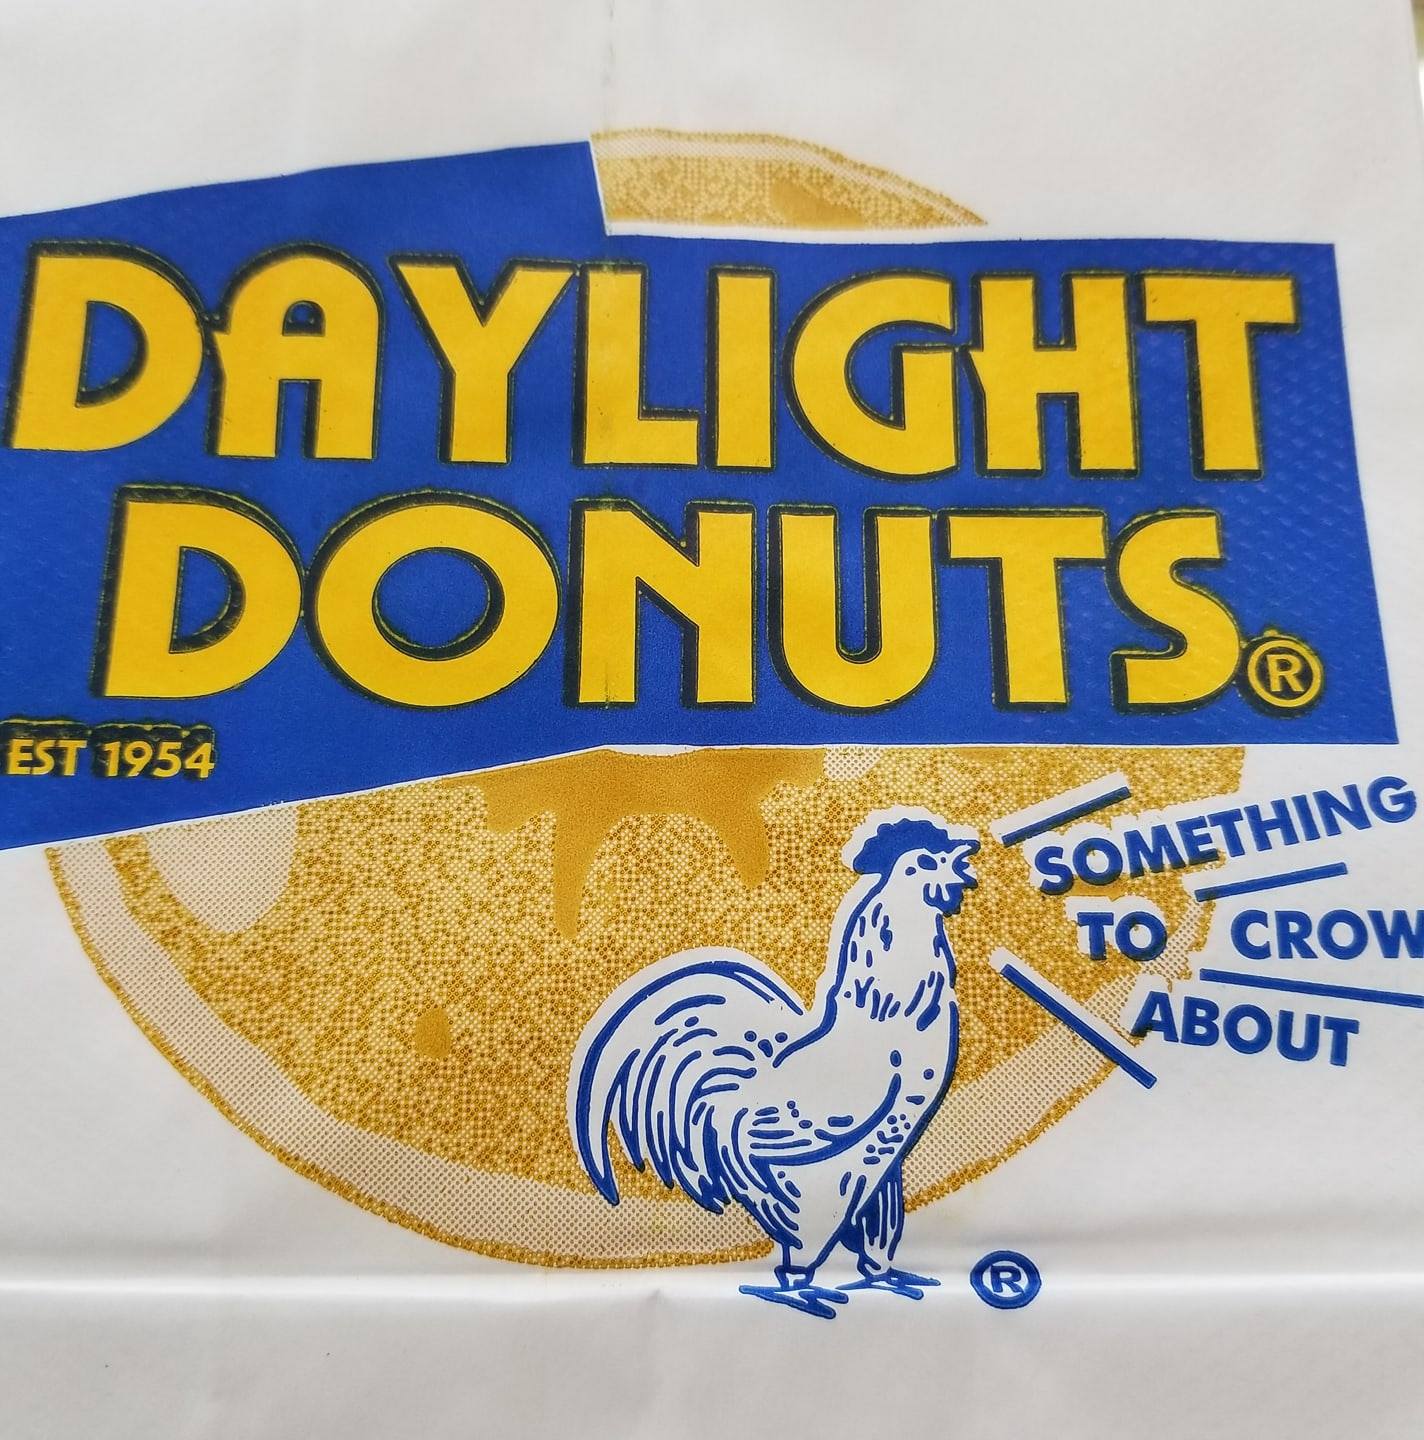 DAYLIGHT
DONUTS®
EST 1954
SOMETHING
TO CROW
ABOUT
®